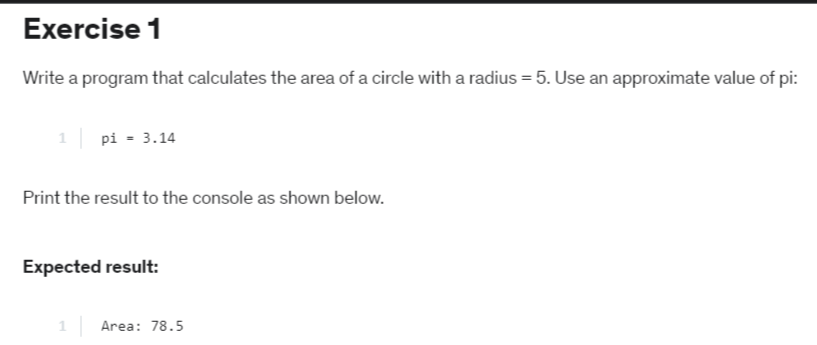 Exercise 1
Write a program that calculates the area of a circle with a radius = 5. Use an approximate value of pi:
1 pi = 3.14
Print the result to the console as shown below.
Expected result:
1 Area: 78.5